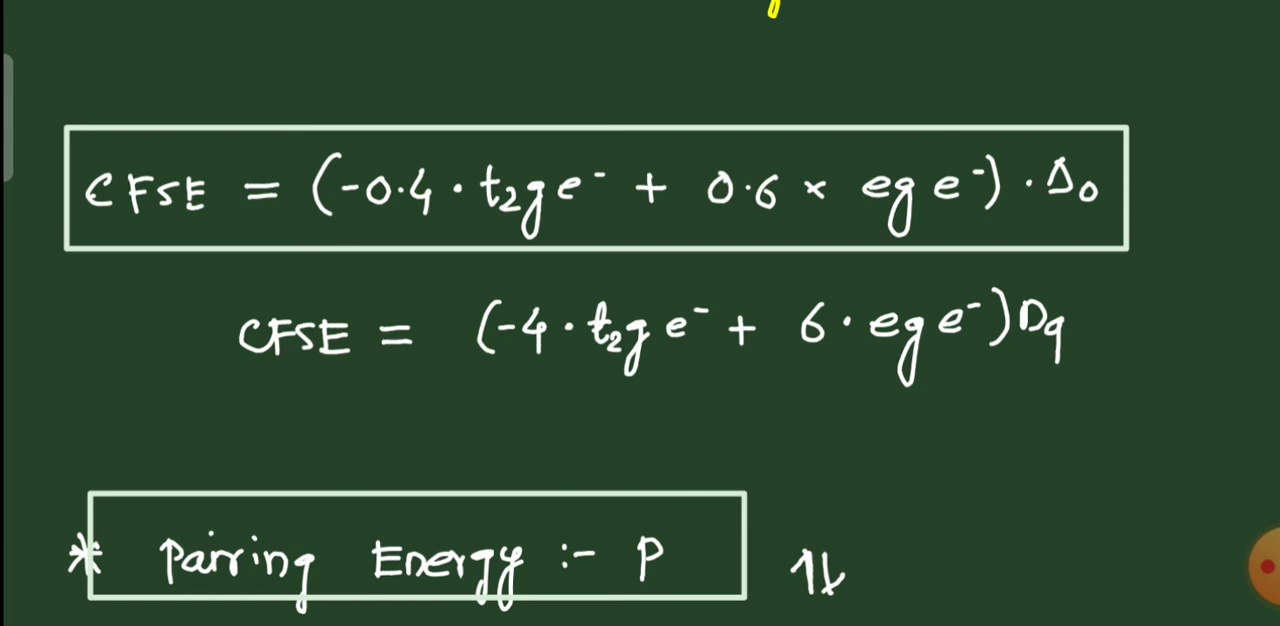 CFSE = (-0.4 · t₂g e⁻ + 0.6 × eg e⁻) · Δ₀
CFSE = (-4 · t₂g e⁻ + 6 · eg e⁻) Dq
* Pairing Energy :- P ⥮